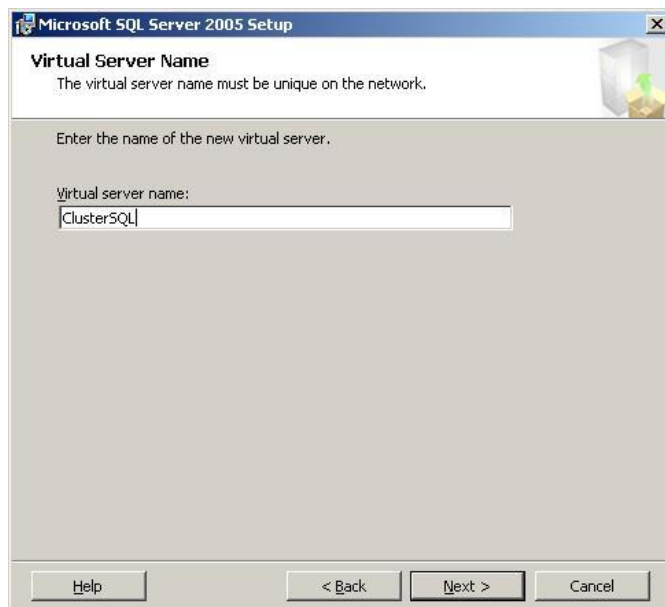 Microsoft SQL Server 2005 Setup
Virtual Server Name
The virtual server name must be unique on the network.
Enter the name of the new virtual server.
Virtual server name:
ClusterSQL
Help
< Back
Next >
Cancel